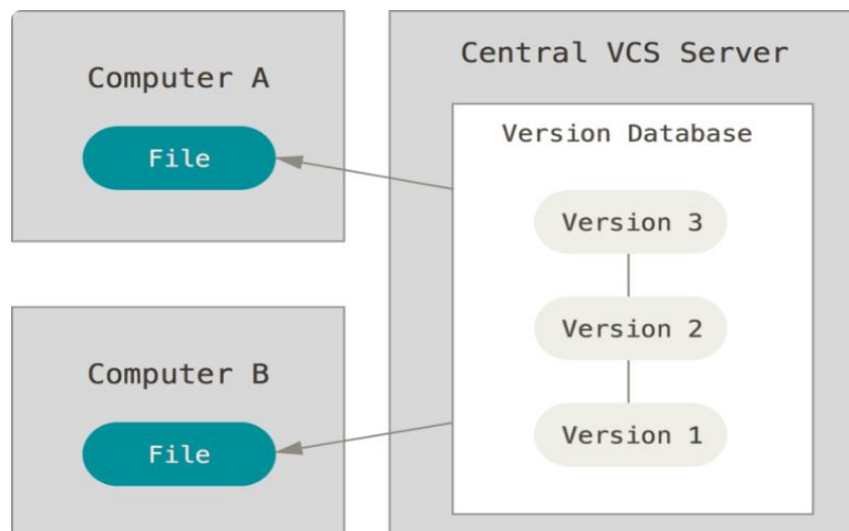 Computer A
File
Computer B
File
Central VCS Server
Version Database
Version 3
Version 2
Version 1